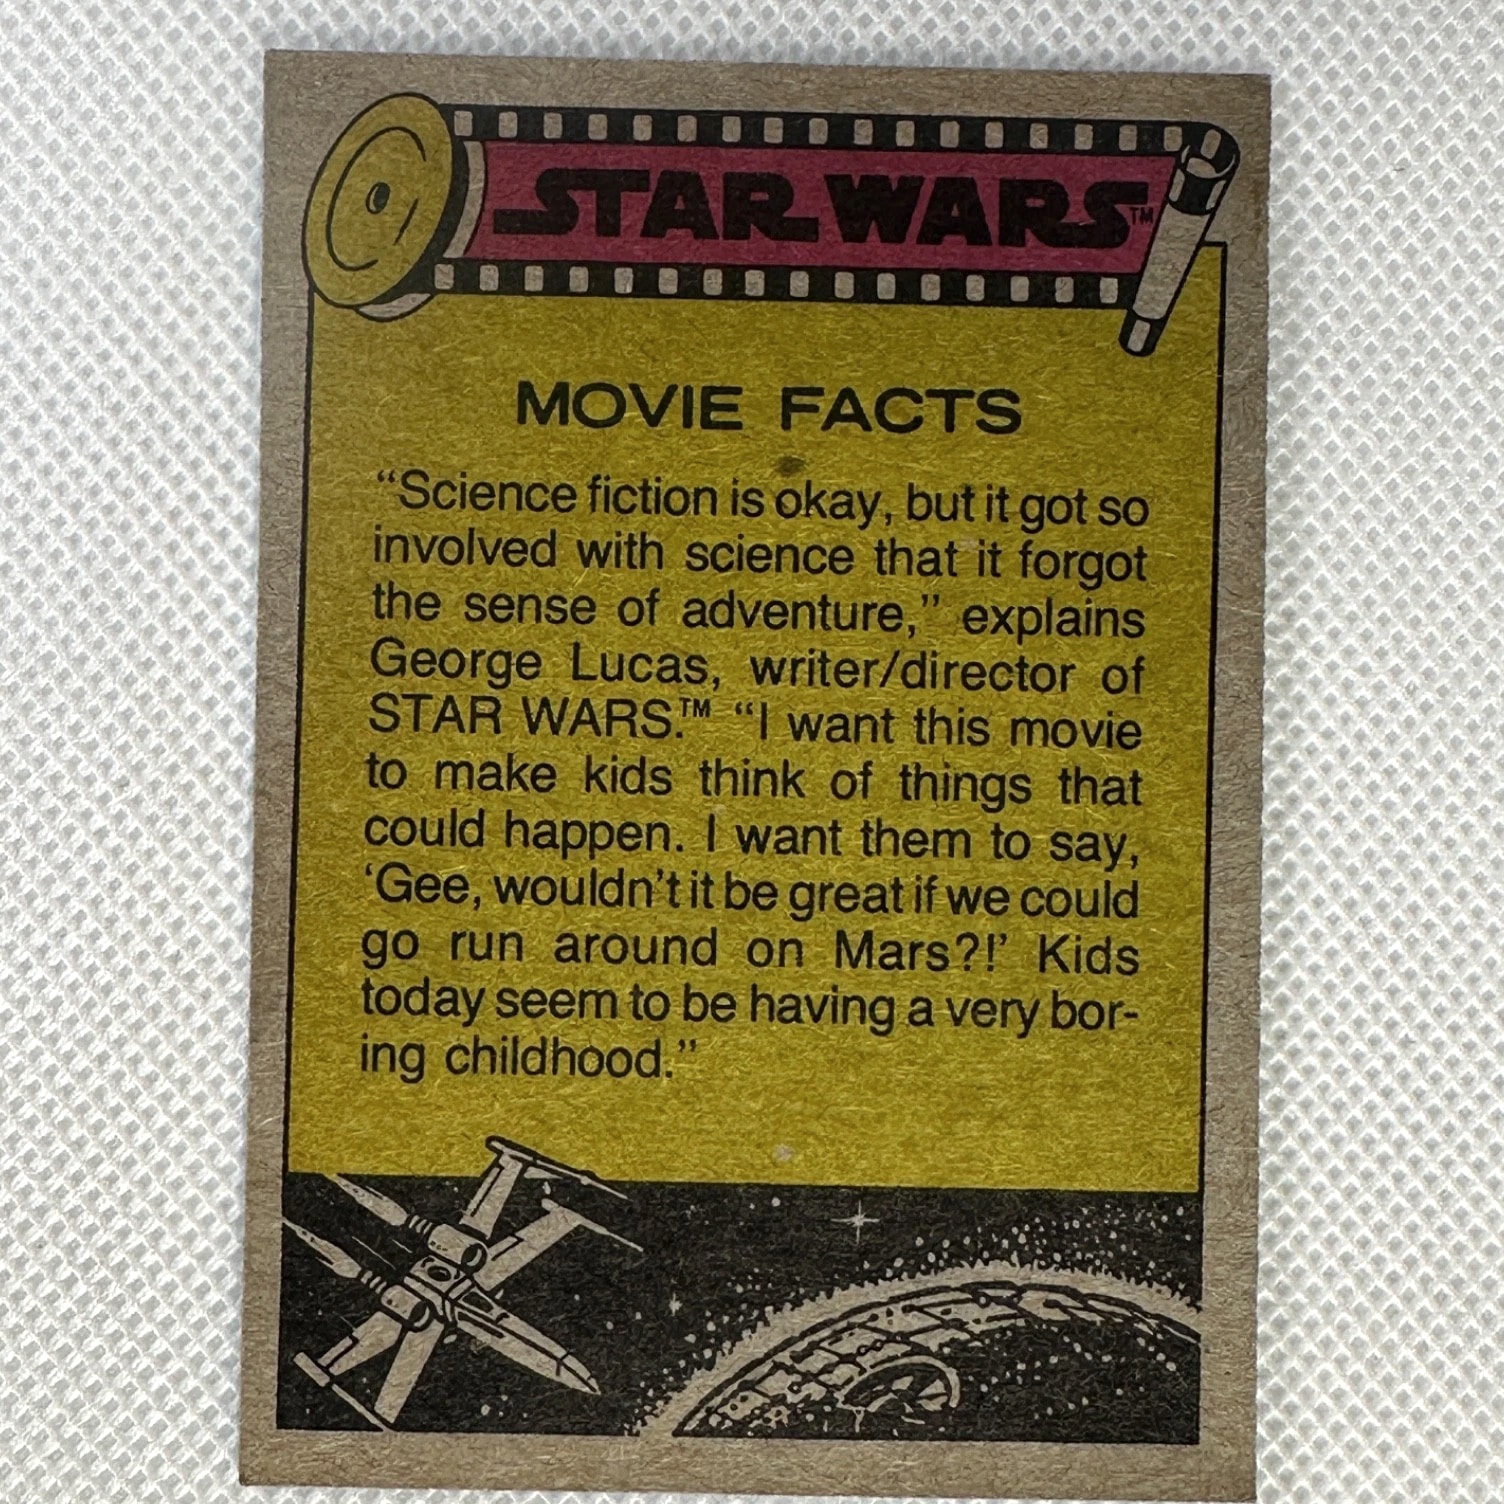 STAR WARS™
MOVIE FACTS
“Science fiction is okay, but it got so
involved with science that it forgot
the sense of adventure,” explains
George Lucas, writer/director of
STAR WARS.™ “I want this movie
to make kids think of things that
could happen. I want them to say,
‘Gee, wouldn’t it be great if we could
go run around on Mars?!’ Kids
today seem to be having a very bor-
ing childhood.”